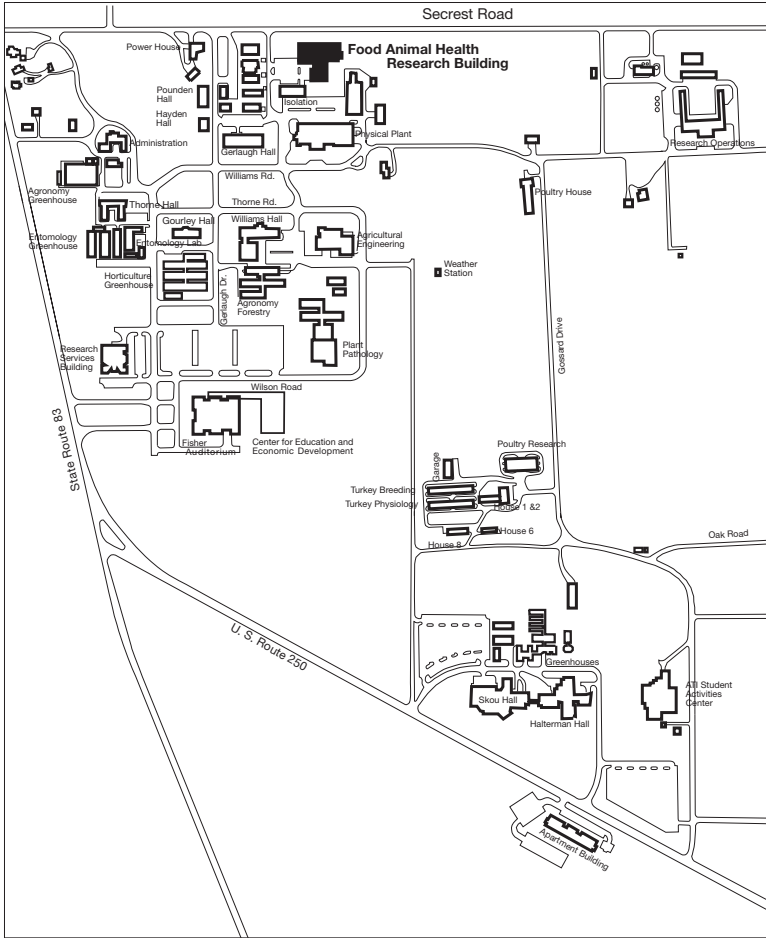 Secrest Road
Power House
Food Animal Health
Research Building
Pounden
Hall
Isolation
Hayden
Hall
Physical Plant
Administration
Gerlaugh Hall
Research Operations
Williams Rd.
Agronomy
Greenhouse
Poultry House
Thorne Hall
Thorne Rd.
Gourley Hall
Williams Hall
Entomology
Greenhouse
Entomology Lab
Agricultural
Engineering
Weather
Station
Horticulture
Greenhouse
Gerlaugh Dr.
Agronomy
Forestry
Gossard Drive
Plant
Pathology
Research
Services
Building
Wilson Road
State Route 83
Fisher
Auditorium
Center for Education and
Economic Development
Poultry Research
Garage
Turkey Breeding
Turkey Physiology
House 1 &2
House 8
House 6
Oak Road
U. S. Route 250
Greenhouses
Skou Hall
Halterman Hall
ATI Student
Activities
Center
Apartment Building